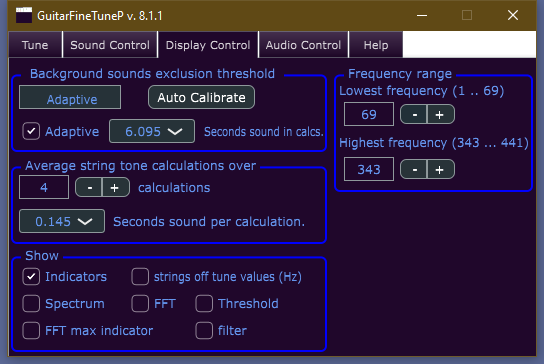 GuitarFineTuneP v. 8.1.1
Tune Sound Control Display Control Audio Control Help
Background sounds exclusion threshold
Adaptive Auto Calibrate
Adaptive 6.095 Seconds sound in calcs.
Average string tone calculations over
4 - + calculations
0.145 Seconds sound per calculation.
Show
Indicators strings off tune values (Hz)
Spectrum FFT Threshold
FFT max indicator filter
Frequency range
Lowest frequency (1 .. 69)
69 - +
Highest frequency (343 ... 441)
343 - +